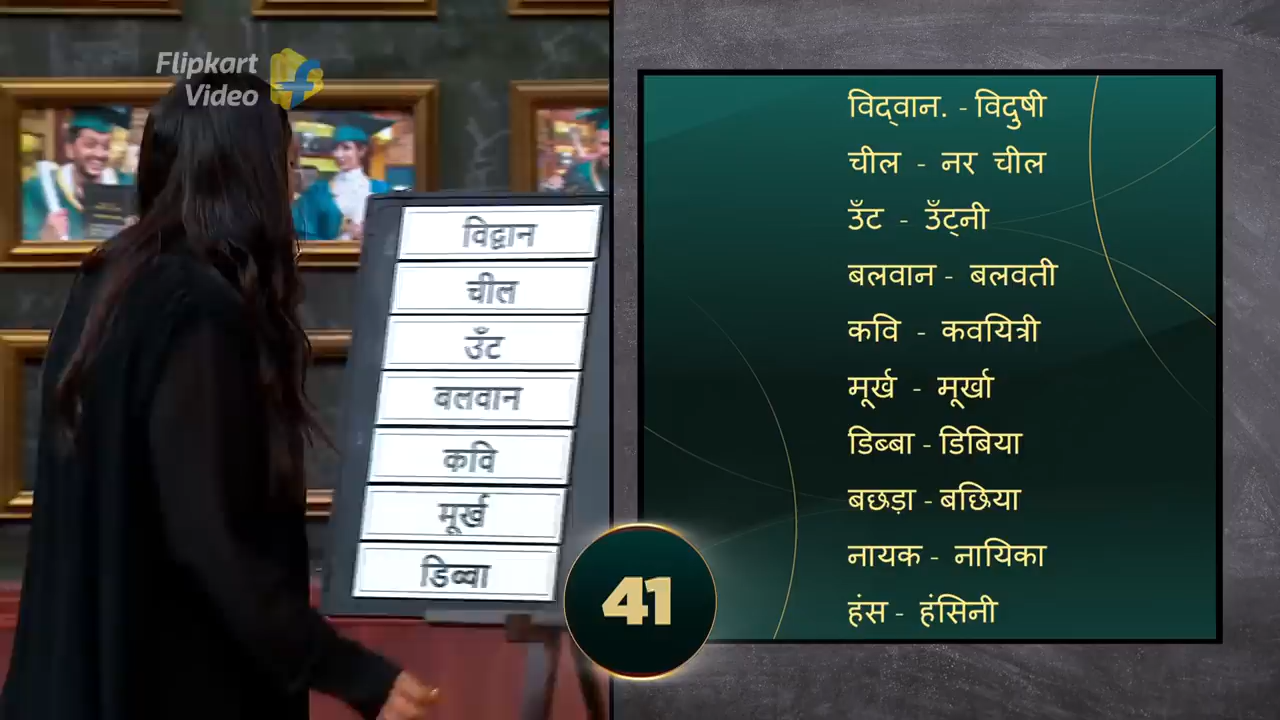 Flipkart
Video
विद्वान
चील
उँट
बलवान
कवि
मूर्ख
डिब्बा
41
विद्‌वान. - विदुषी
चील - नर चील
उँट - उँट्नी
बलवान - बलवती
कवि - कवयित्री
मूर्ख - मूर्खा
डिब्बा - डिबिया
बछड़ा - बछिया
नायक - नायिका
हंस - हंसिनी